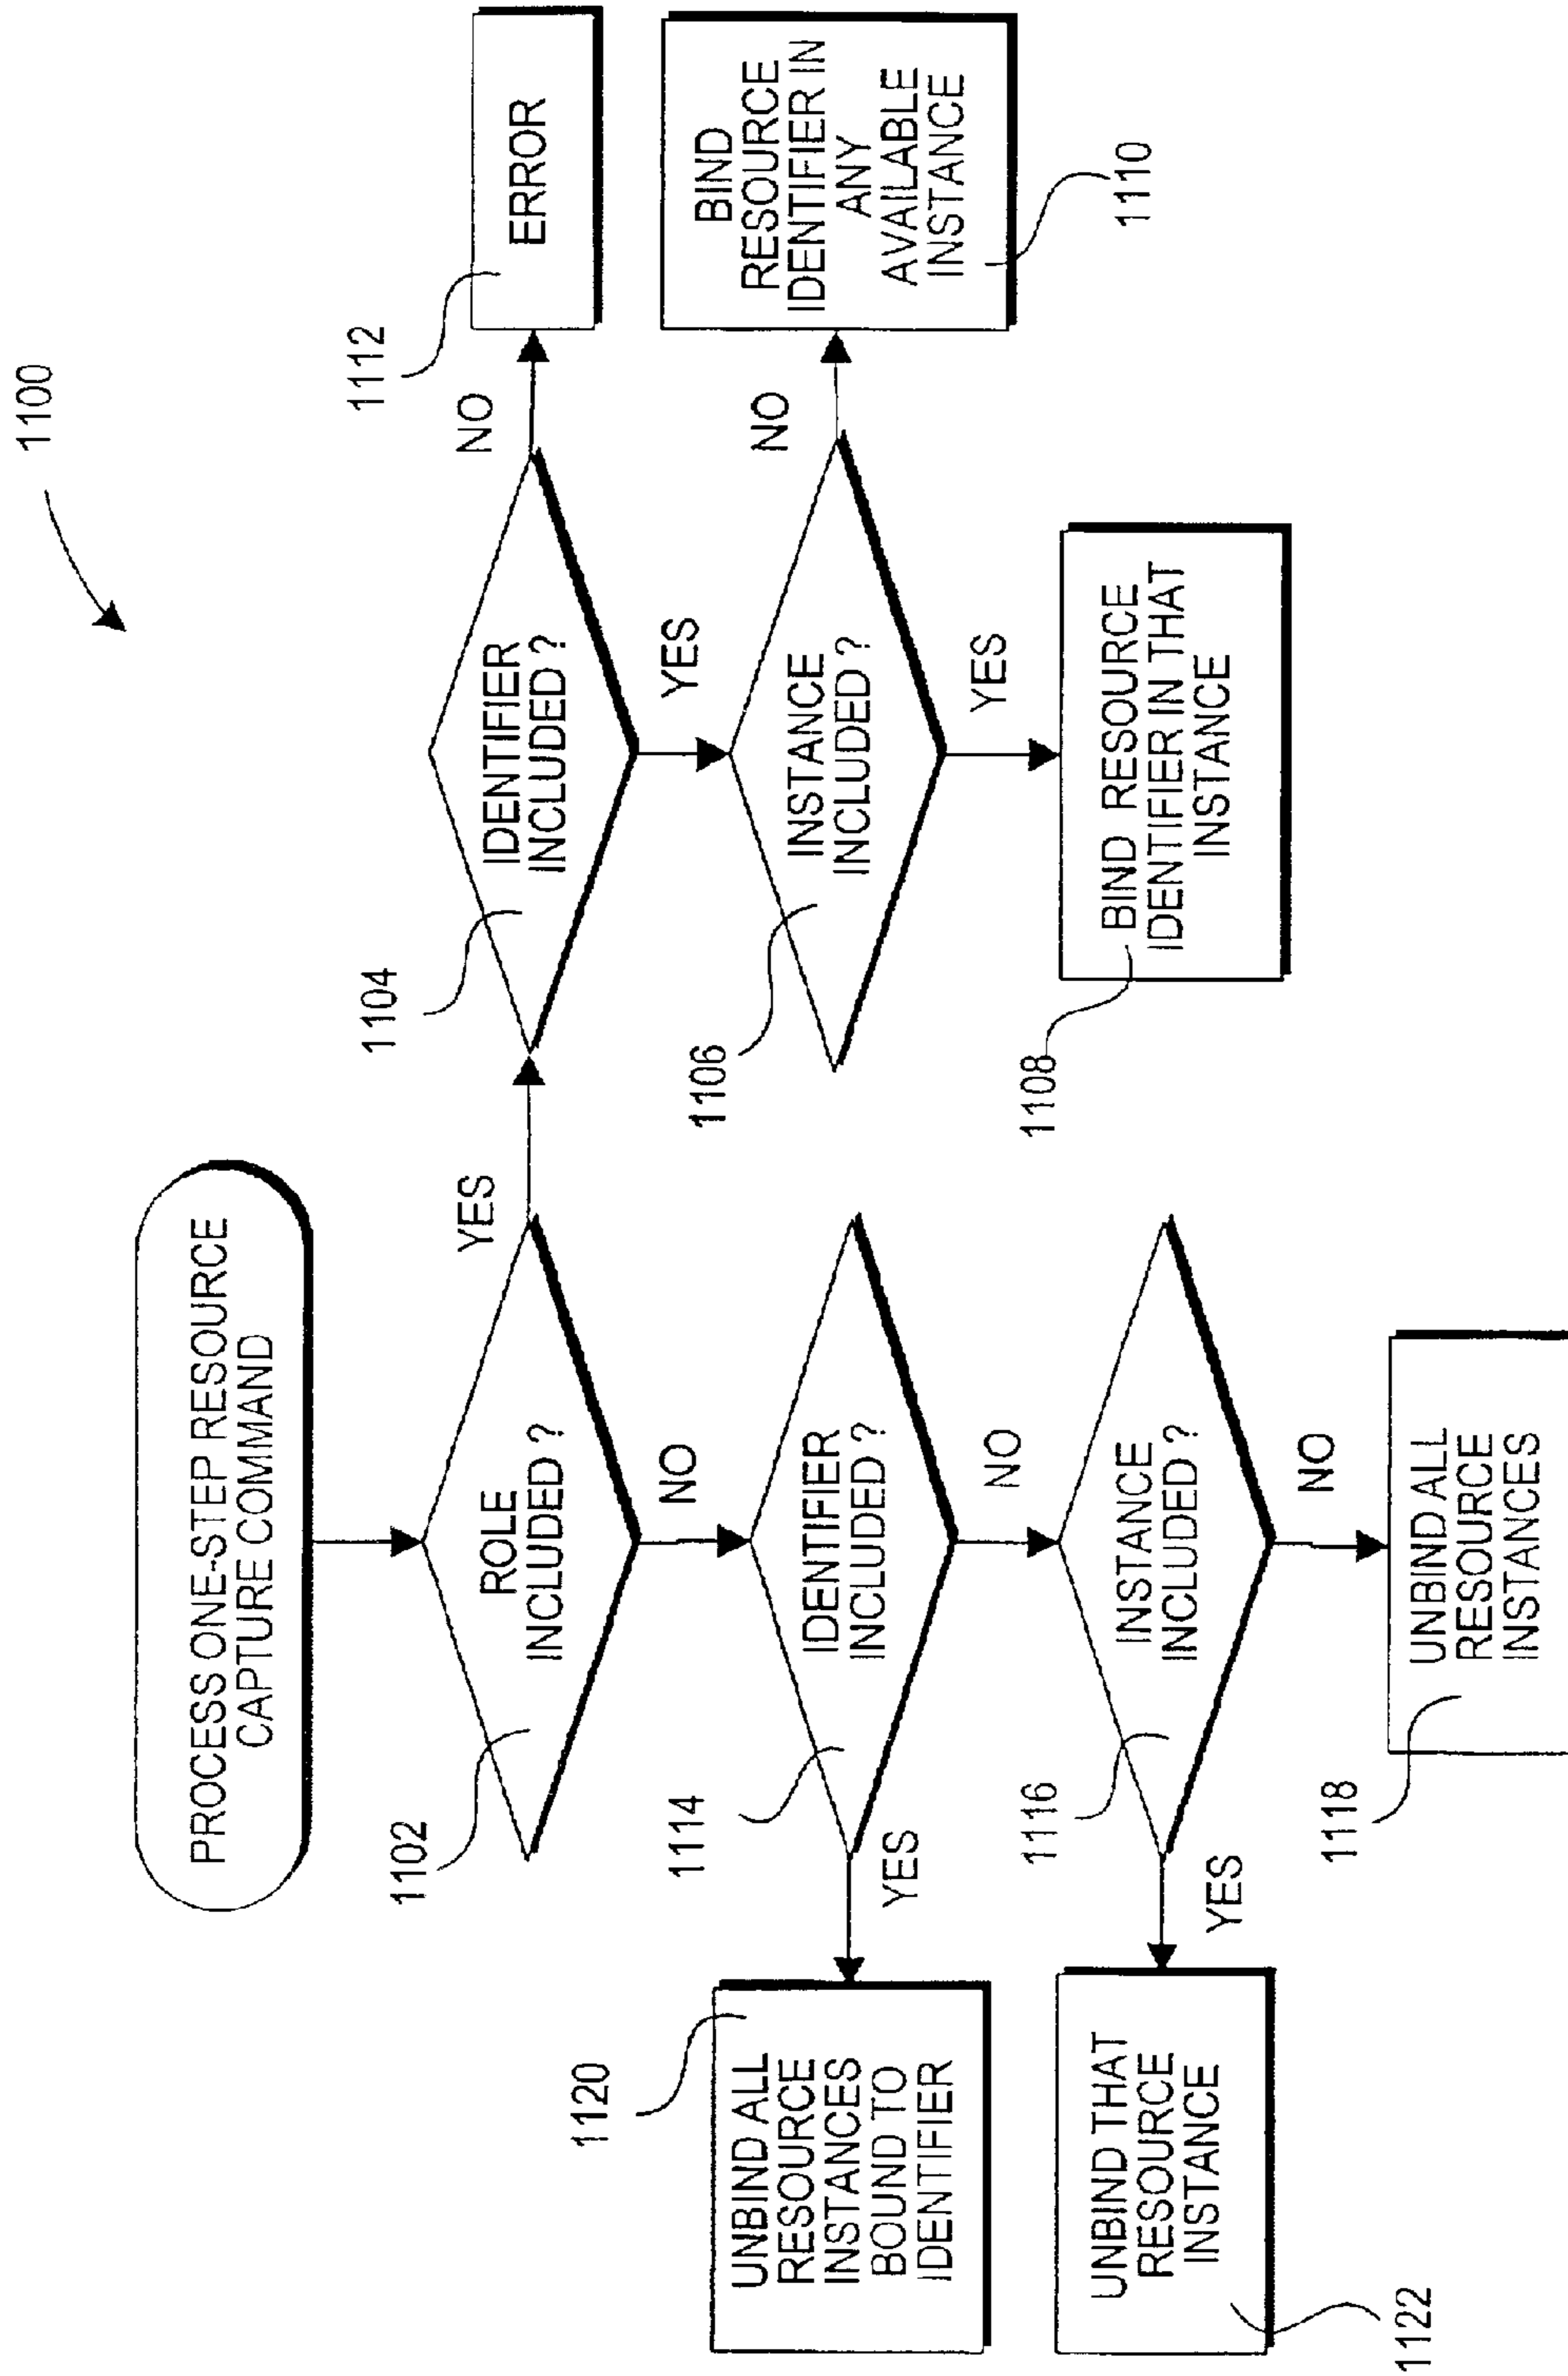 1100
PROCESS ONE-STEP RESOURCE
CAPTURE COMMAND
1102
ROLE
INCLUDED ?
YES
NO
1104
IDENTIFIER
INCLUDED ?
NO
YES
1112
ERROR
1114
IDENTIFIER
INCLUDED ?
YES
NO
1106
INSTANCE
INCLUDED ?
NO
YES
BIND
RESOURCE
IDENTIFIER IN
ANY
AVAILABLE
INSTANCE
1110
1120
UNBIND ALL
RESOURCE
INSTANCES
BOUND TO
IDENTIFIER
1116
INSTANCE
INCLUDED ?
YES
NO
1108
BIND RESOURCE
IDENTIFIER IN THAT
INSTANCE
UNBIND THAT
RESOURCE
INSTANCE
1122
1118
UNBIND ALL
RESOURCE
INSTANCES